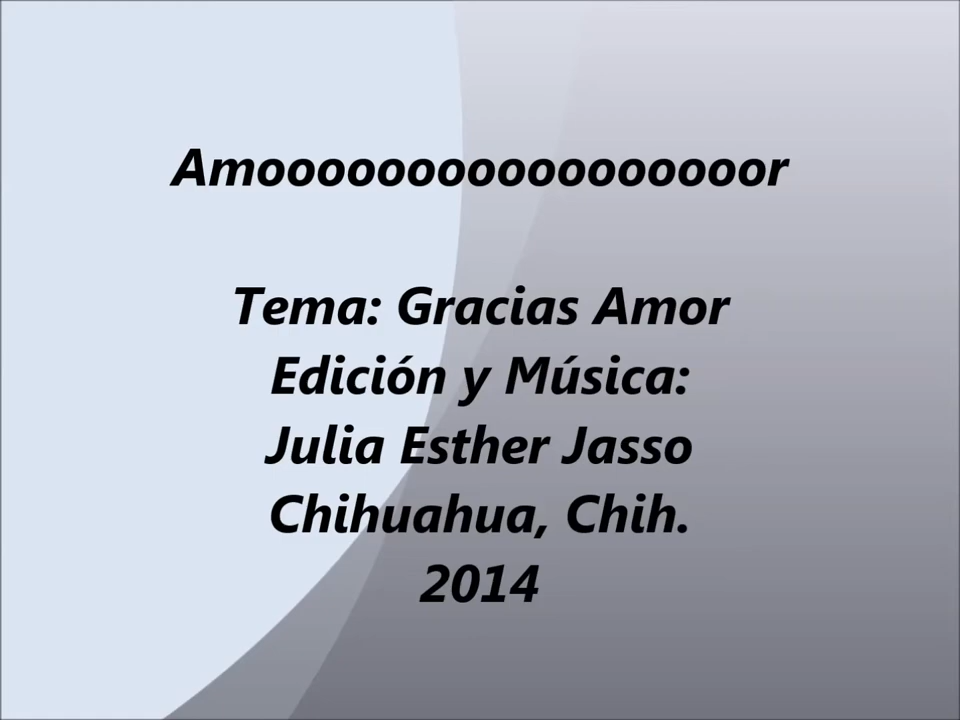 Amooooooooooooooooor
Tema: Gracias Amor
Edición y Música:
Julia Esther Jasso
Chihuahua, Chih.
2014